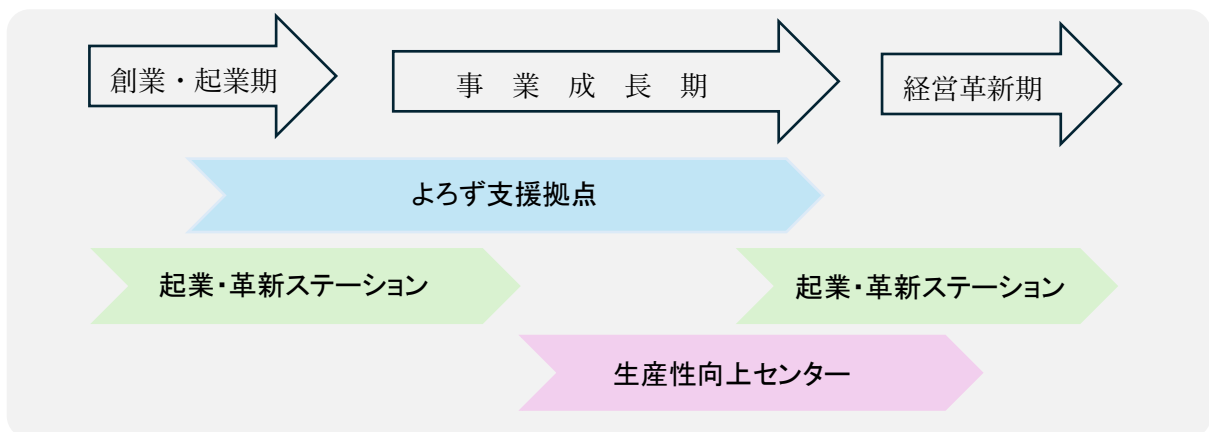 創業・起業期
事 業 成 長 期
経営革新期
よろず支援拠点
起業・革新ステーション
起業・革新ステーション
生産性向上センター